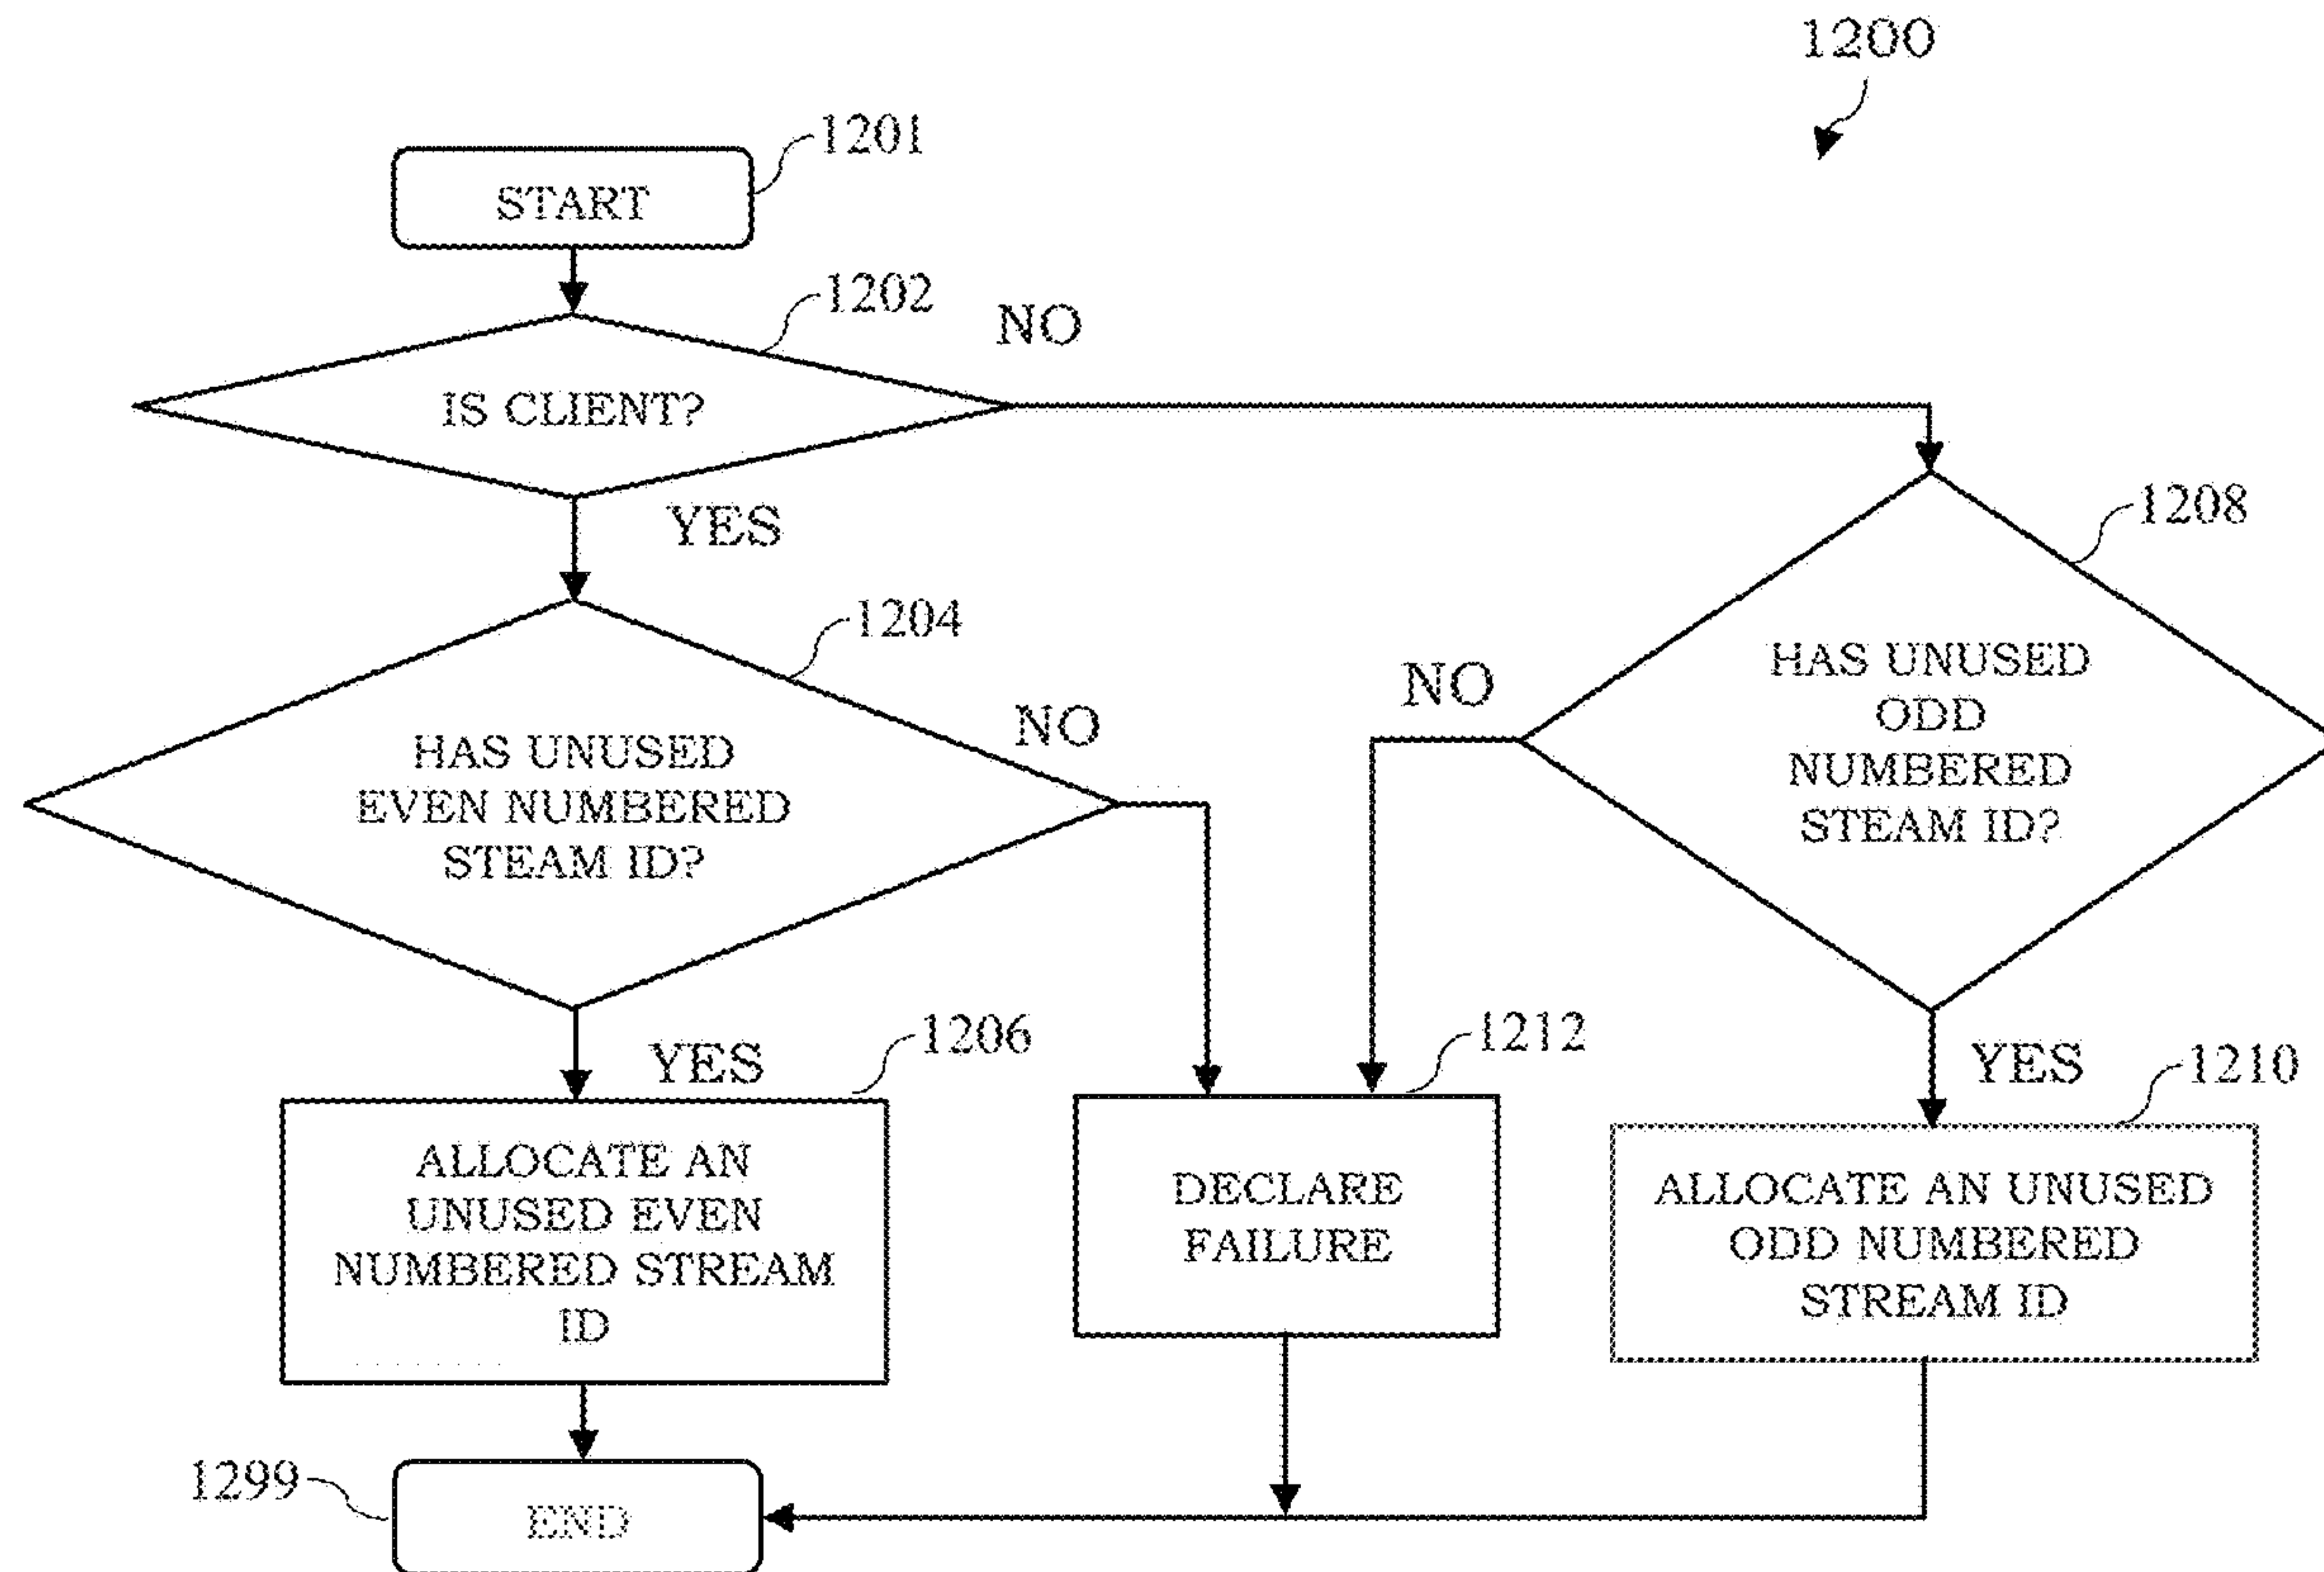 1200
1201
START
1202
NO
IS CLIENT?
YES
1208
1204
HAS UNUSED
ODD
NUMBERED
STEAM ID?
NO
NO
HAS UNUSED
EVEN NUMBERED
STEAM ID?
1206
YES
1212
YES
1210
ALLOCATE AN
UNUSED EVEN
NUMBERED STREAM
ID
DECLARE
FAILURE
ALLOCATE AN UNUSED
ODD NUMBERED
STREAM ID
1299
END